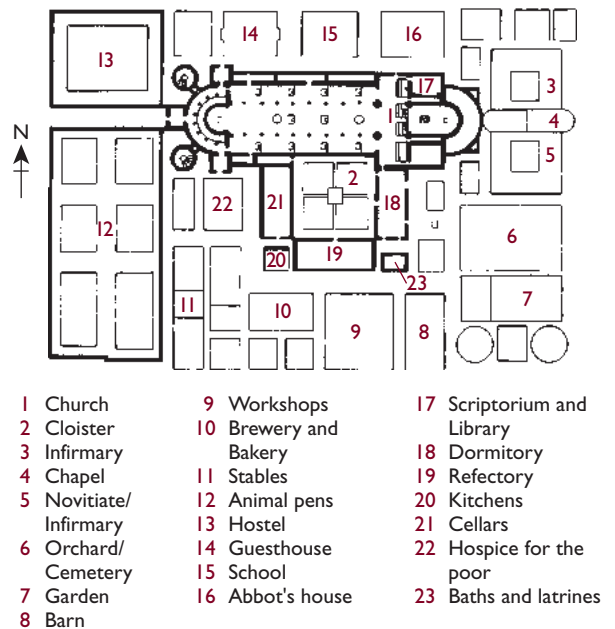 13
14
15
16
17
3
1
4
N
2
5
12
22
21
18
6
20
19
23
11
10
7
9
8
1 Church
2 Cloister
3 Infirmary
4 Chapel
5 Novitiate/
Infirmary
6 Orchard/
Cemetery
7 Garden
8 Barn
9 Workshops
10 Brewery and
Bakery
11 Stables
12 Animal pens
13 Hostel
14 Guesthouse
15 School
16 Abbot's house
17 Scriptorium and
Library
18 Dormitory
19 Refectory
20 Kitchens
21 Cellars
22 Hospice for the
poor
23 Baths and latrines